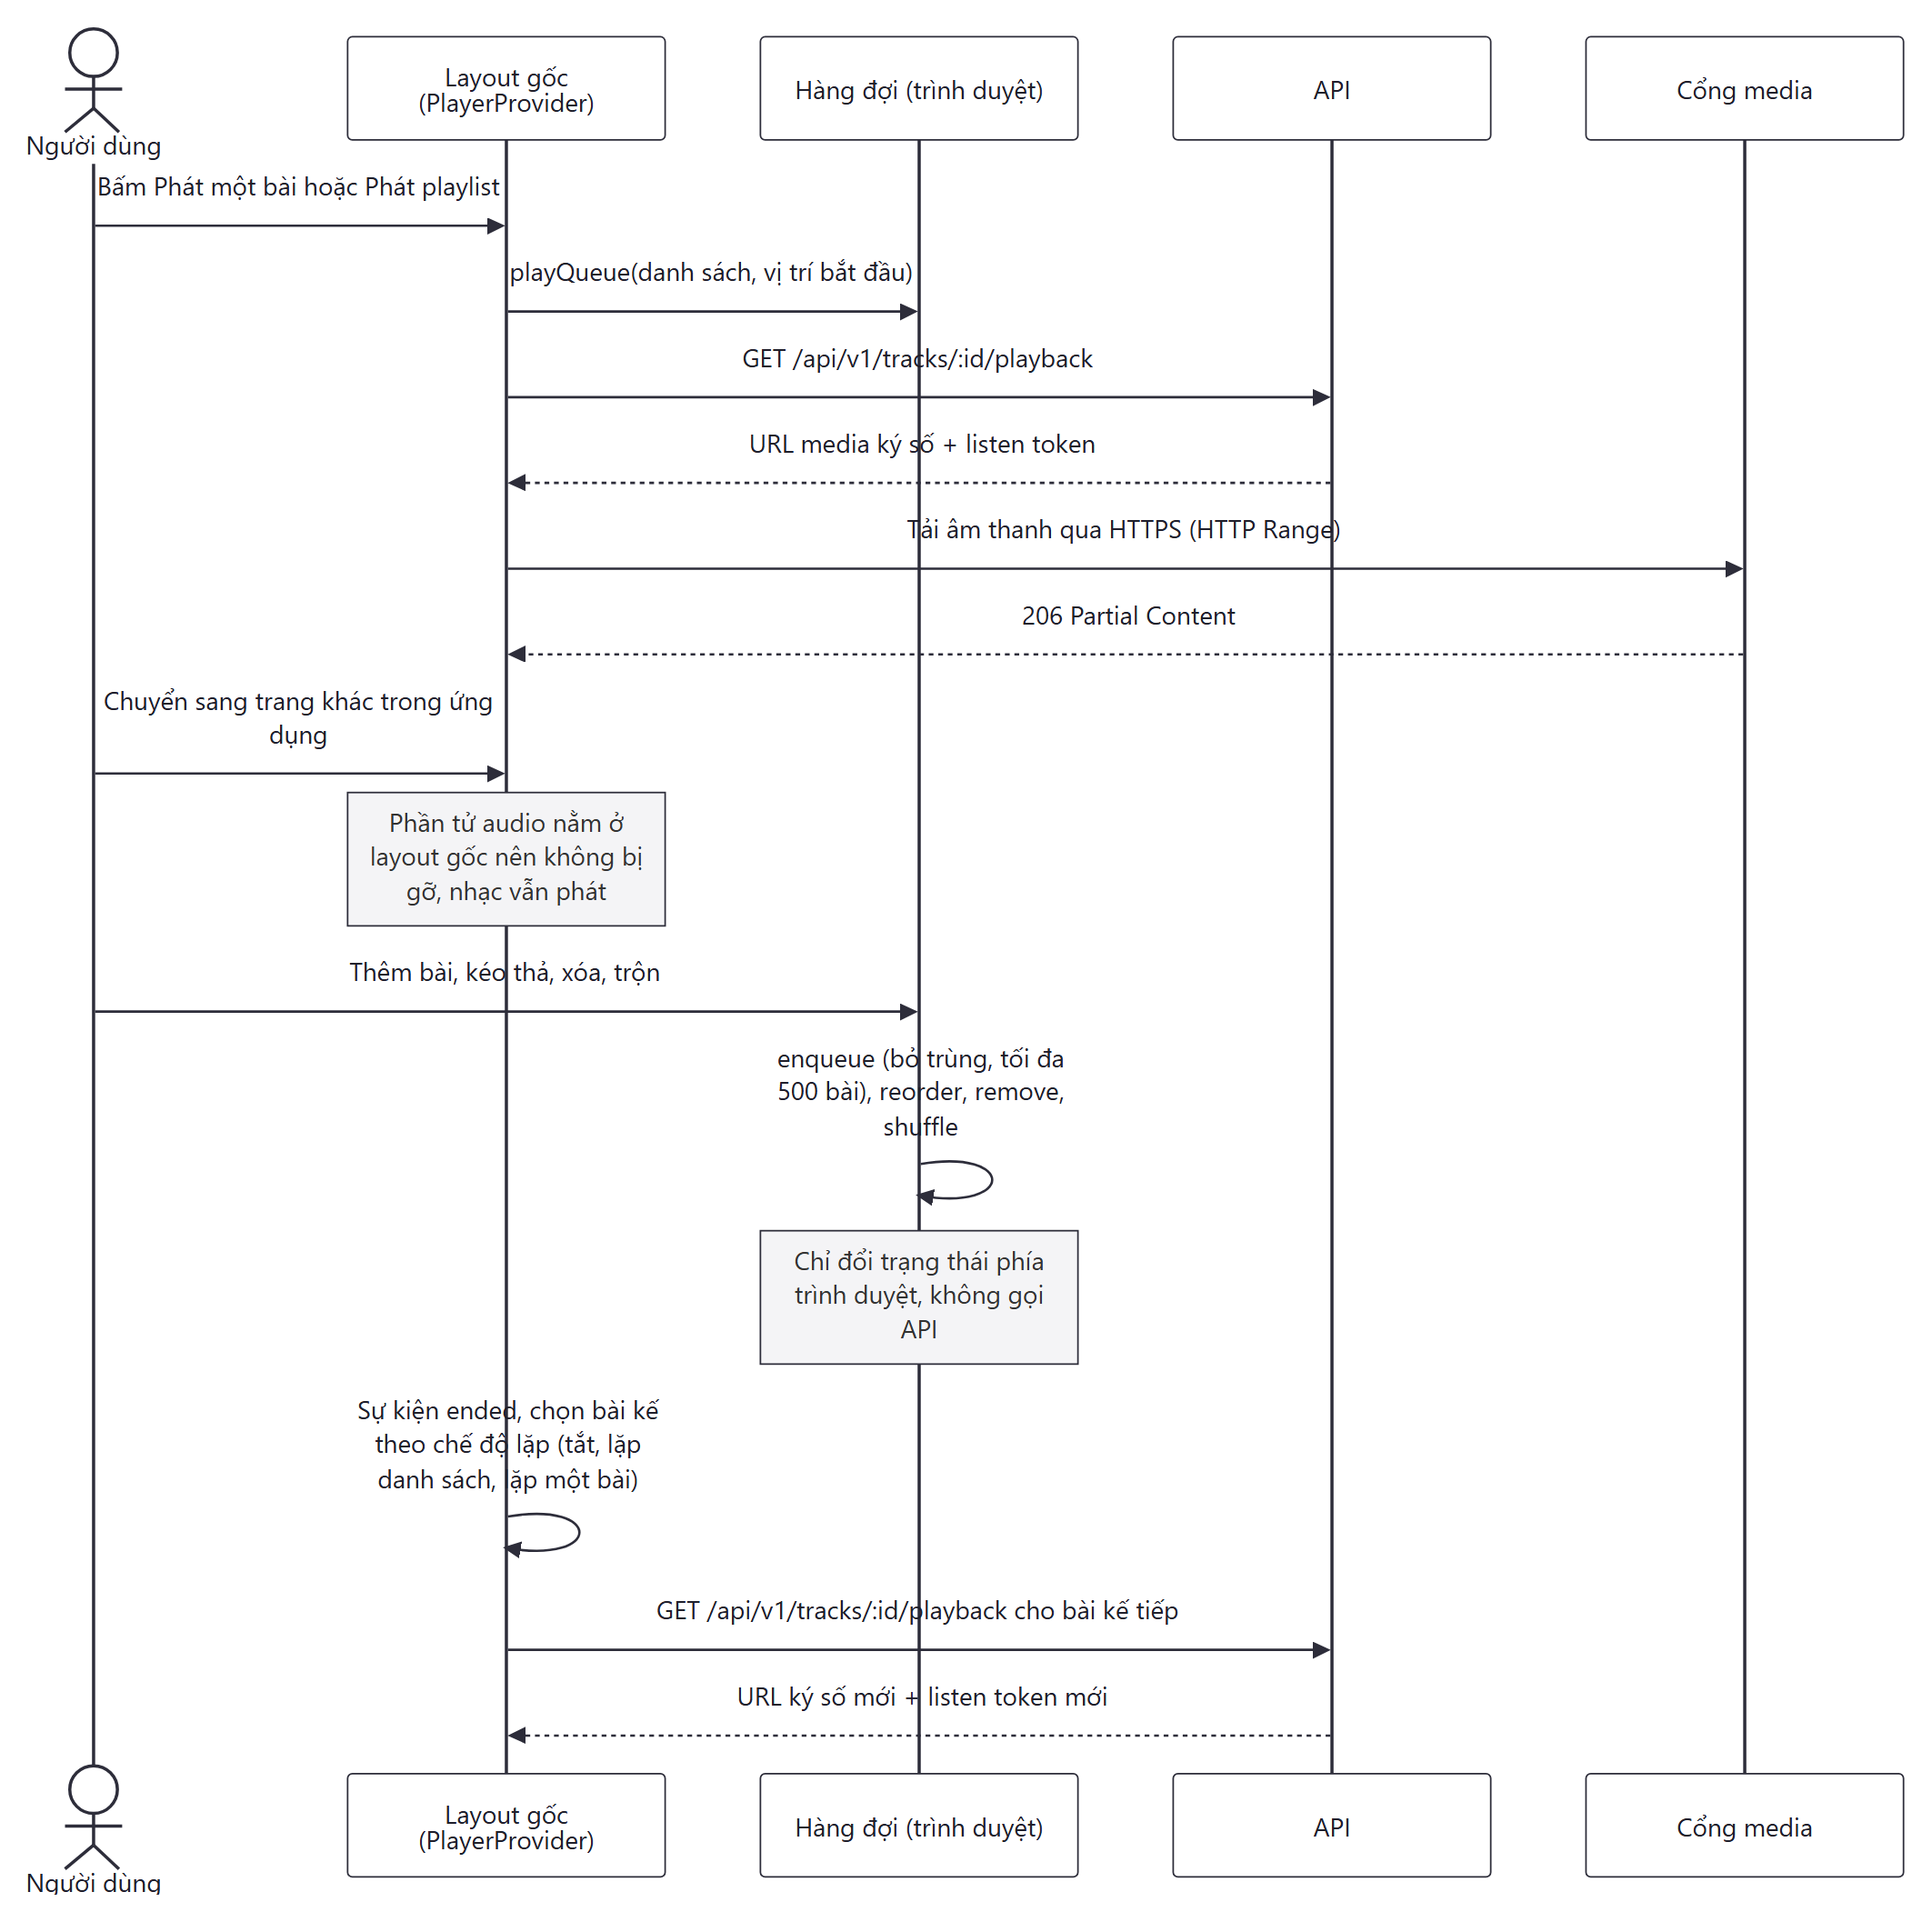 Người dùng
Layout gốc
(PlayerProvider)
Hàng đợi (trình duyệt)
API
Cổng media
Bấm Phát một bài hoặc Phát playlist
playQueue(danh sách, vị trí bắt đầu)
GET /api/v1/tracks/:id/playback
URL media ký số + listen token
Tải âm thanh qua HTTPS (HTTP Range)
206 Partial Content
Chuyển sang trang khác trong ứng
dụng
Phần tử audio nằm ở
layout gốc nên không bị
gỡ, nhạc vẫn phát
Thêm bài, kéo thả, xóa, trộn
enqueue (bỏ trùng, tối đa
500 bài), reorder, remove,
shuffle
Chỉ đổi trạng thái phía
trình duyệt, không gọi
API
Sự kiện ended, chọn bài kế
theo chế độ lặp (tắt, lặp
danh sách, lặp một bài)
GET /api/v1/tracks/:id/playback cho bài kế tiếp
URL ký số mới + listen token mới
Layout gốc
(PlayerProvider)
Hàng đợi (trình duyệt)
API
Cổng media
Người dùng